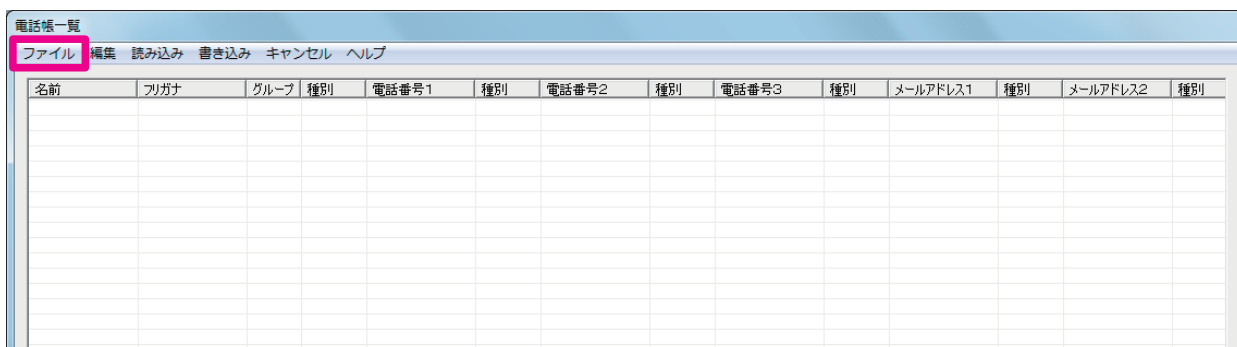 電話帳一覧
ファイル 編集 読み込み 書き込み キャンセル ヘルプ
名前 フリガナ グループ 種別 電話番号1 種別 電話番号2 種別 電話番号3 種別 メールアドレス1 種別 メールアドレス2 種別